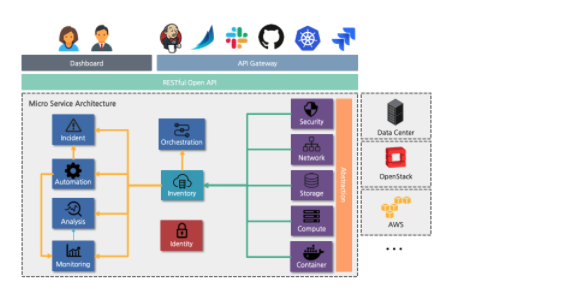 Dashboard
API Gateway
RESTful Open API
Micro Service Architecture
Incident
Automation
Analysis
Monitoring
Orchestration
Inventory
Identity
Security
Network
Storage
Compute
Container
Abstraction
Data Center
OpenStack
AWS
...